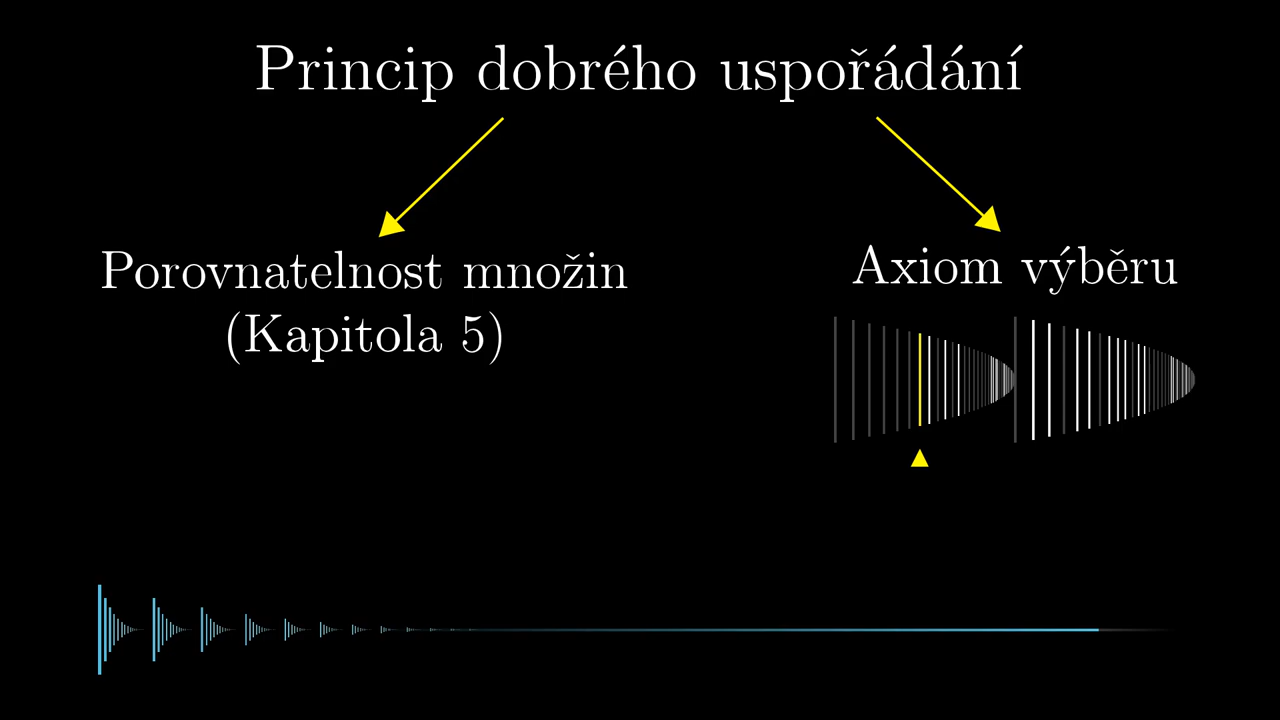 Princip dobrého uspořádání
Porovnatelnost množin
(Kapitola 5)
Axiom výběru